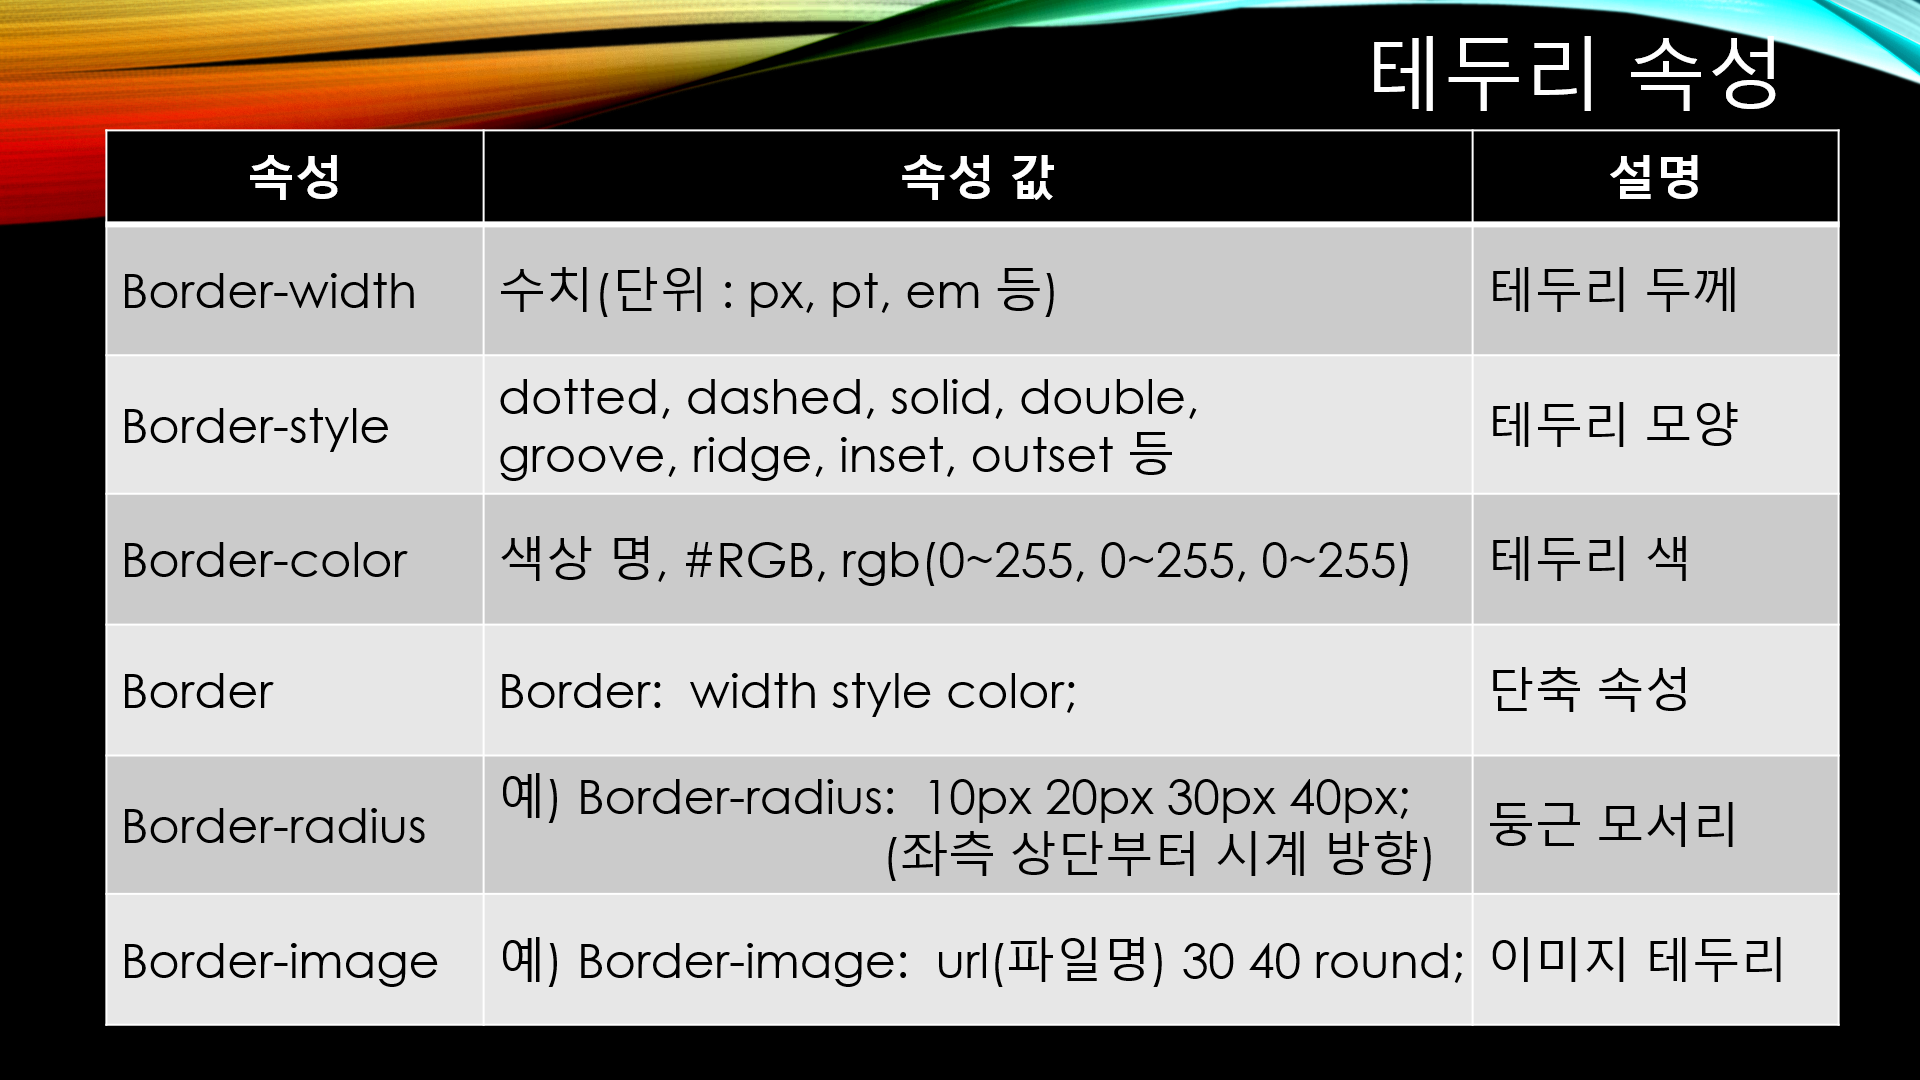 테두리 속성
속성 속성 값 설명
Border-width 수치(단위 : px, pt, em 등) 테두리 두께
Border-style dotted, dashed, solid, double, 테두리 모양
groove, ridge, inset, outset 등
Border-color 색상 명, #RGB, rgb(0~255, 0~255, 0~255) 테두리 색
Border Border: width style color; 단축 속성
Border-radius 예) Border-radius: 10px 20px 30px 40px; 둥근 모서리
(좌측 상단부터 시계 방향)
Border-image 예) Border-image: url(파일명) 30 40 round; 이미지 테두리